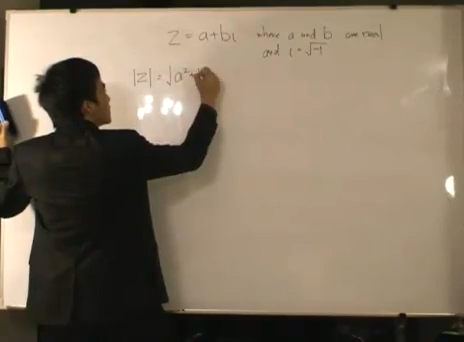 z = a+bi where a and b are real
and i = √-1
|z| = √a²+b